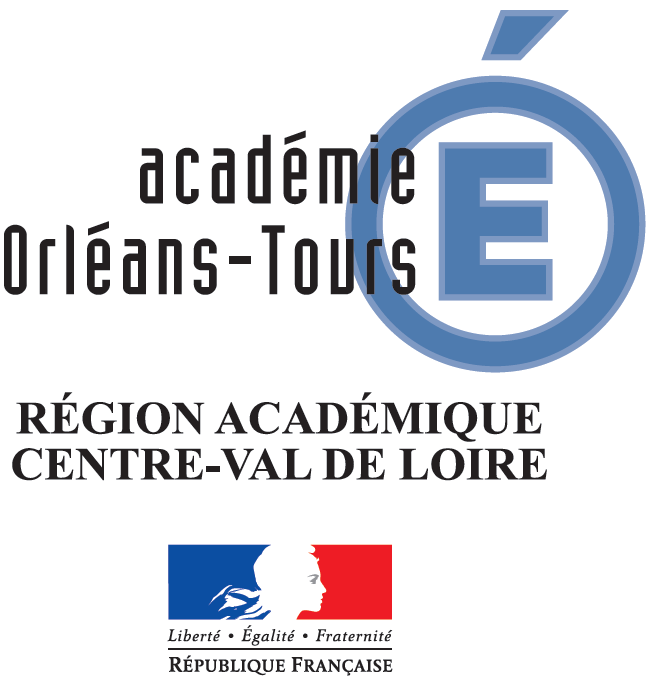 académie
Orléans-Tours
É
RÉGION ACADÉMIQUE
CENTRE-VAL DE LOIRE
Liberté • Égalité • Fraternité
RÉPUBLIQUE FRANÇAISE